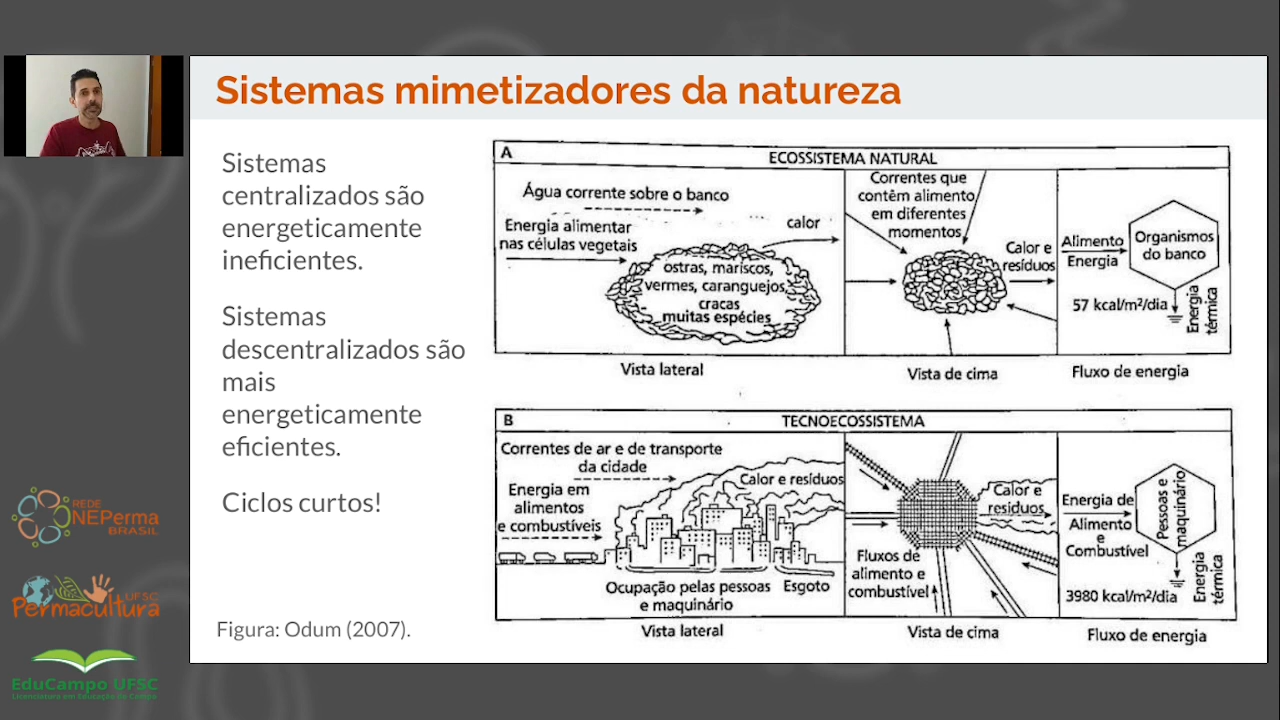 Sistemas mimetizadores da natureza
Sistemas
centralizados são
energeticamente
ineficientes.
Sistemas
descentralizados são
mais
energeticamente
eficientes.
Ciclos curtos!
Figura: Odum (2007).
A
ECOSSISTEMA NATURAL
Água corrente sobre o banco
Energia alimentar
nas células vegetais
calor
ostras, mariscos,
vermes, caranguejos,
cracas
muitas espécies
Correntes que
contêm alimento
em diferentes
momentos
Calor e
resíduos
Alimento
Energia
Organismos
do banco
57 kcal/m²/dia
Energia
térmica
Vista lateral
Vista de cima
Fluxo de energia
B
TECNOECOSSISTEMA
Correntes de ar e de transporte
da cidade
Energia em
alimentos
e combustíveis
Calor e resíduos
Ocupação pelas pessoas
e maquinário
Esgoto
Calor e
resíduos
Fluxos de
alimento e
combustível
Energia de
Alimento
e
Combustível
Pessoas e
maquinário
3980 kcal/m²/dia
Energia
térmica
Vista lateral
Vista de cima
Fluxo de energia
REDE
NEPerma
BRASIL
UFSC
Permacultura
EduCampo UFSC
Licenciatura em Educação do Campo